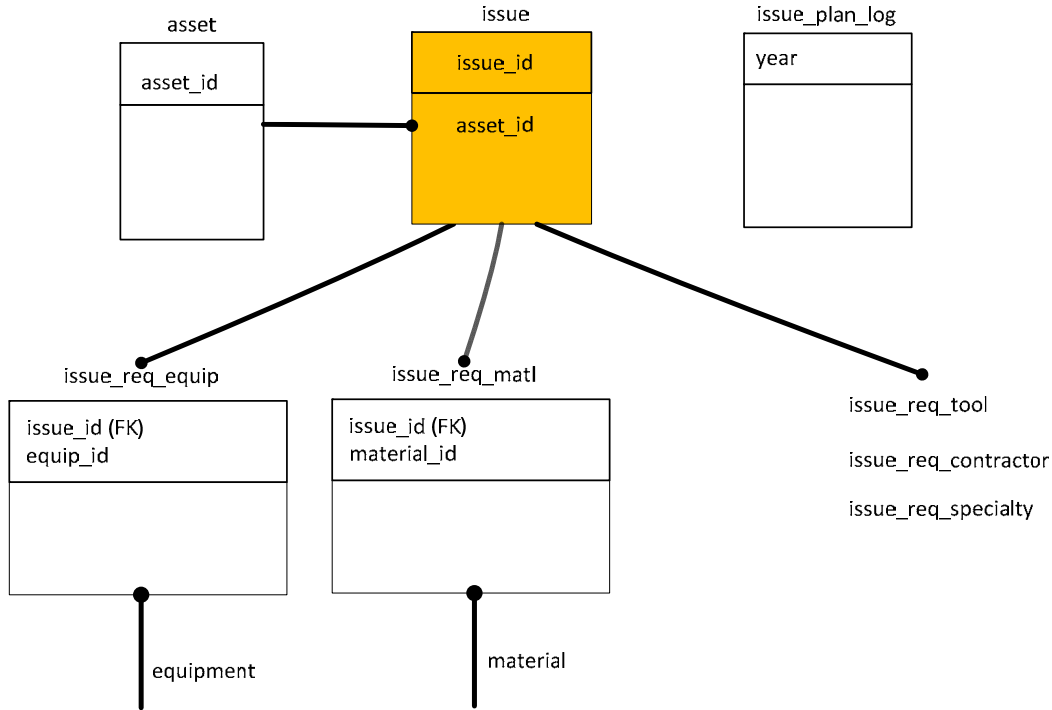 asset
issue
issue_plan_log
asset_id
issue_id
year
asset_id
issue_req_equip
issue_req_matl
issue_id (FK)
equip_id
issue_id (FK)
material_id
issue_req_tool
issue_req_contractor
issue_req_specialty
equipment
material